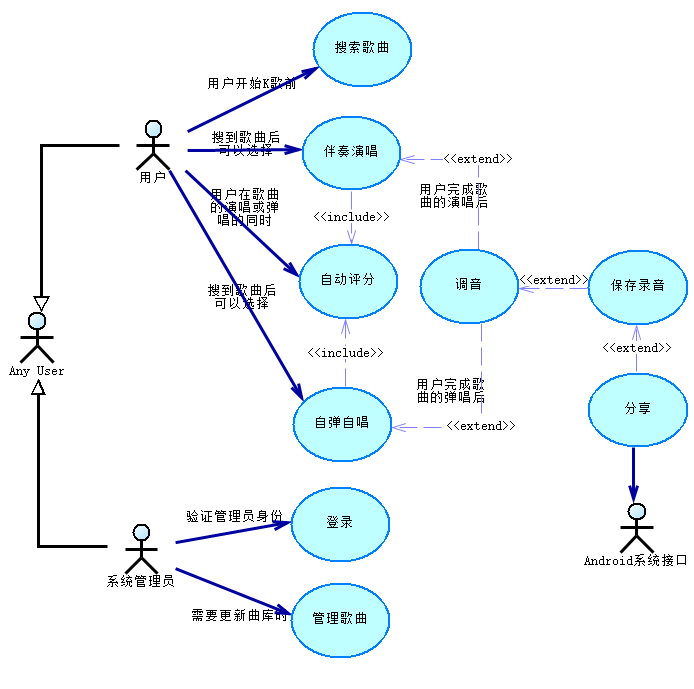 搜索歌曲
用户开始K歌前
用户
搜到歌曲后
可以选择
伴奏演唱
<<extend>>
用户完成歌
曲的演唱后
用户在歌曲
的演唱或弹
唱的同时
<<include>>
自动评分
调音
<<extend>>
保存录音
搜到歌曲后
可以选择
Any User
<<include>>
<<extend>>
用户完成歌
曲的弹唱后
自弹自唱
<<extend>>
分享
验证管理员身份
登录
系统管理员
Android系统接口
需要更新曲库时
管理歌曲